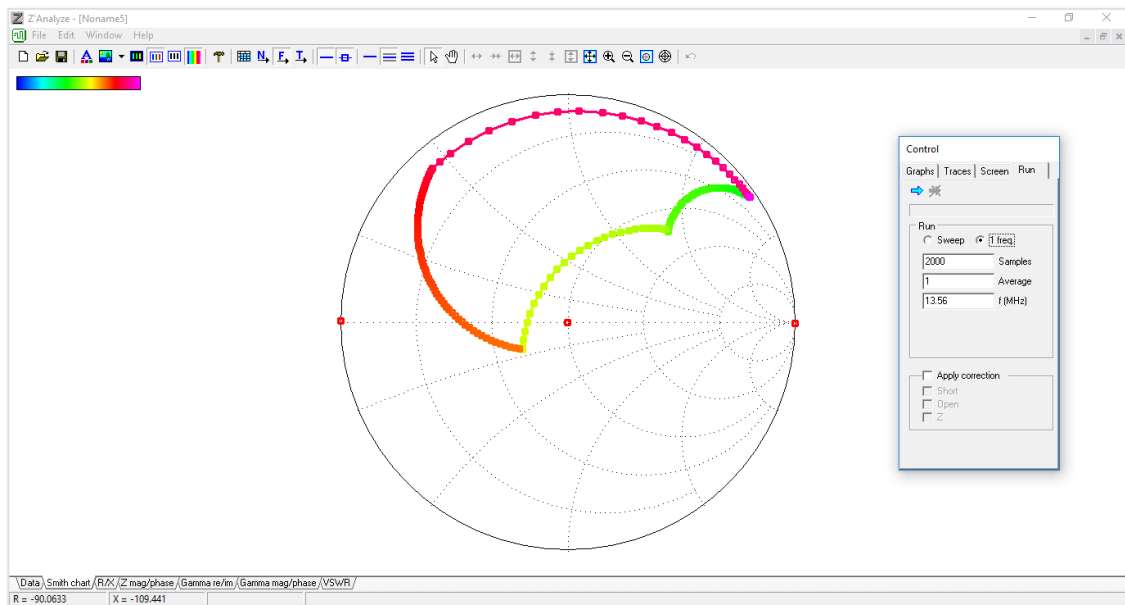 Z'Analyze - [Noname5]
File Edit Window Help
N, F, T,
Control
Graphs Traces Screen Run
Run
Sweep 1 freq.
2000 Samples
1 Average
13.56 f (MHz)
Apply correction
Short
Open
Z
Data Smith chart R/X Z mag/phase Gamma re/im Gamma mag/phase VSWR
R = -90.0633 X = -109.441